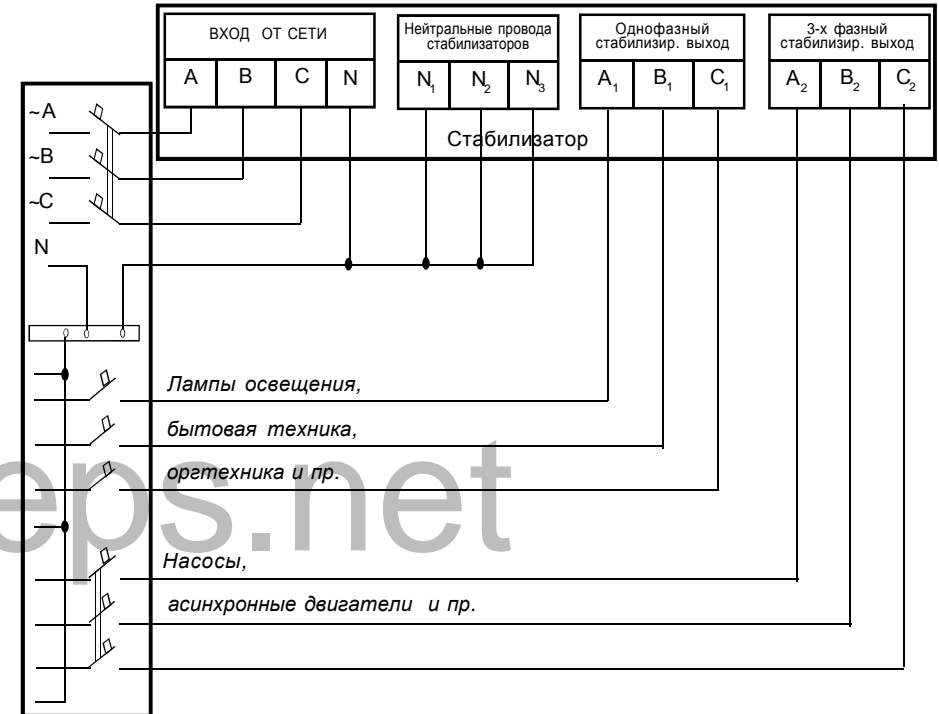 ВХОД ОТ СЕТИ
Нейтральные провода
стабилизаторов
Однофазный
стабилизир. выход
3-х фазный
стабилизир. выход
A B C N
N1 N2 N3
A1 B1 C1
A2 B2 C2
Стабилизатор
~A
~B
~C
N
Лампы освещения,
бытовая техника,
оргтехника и пр.
Насосы,
асинхронные двигатели и пр.
eps.net